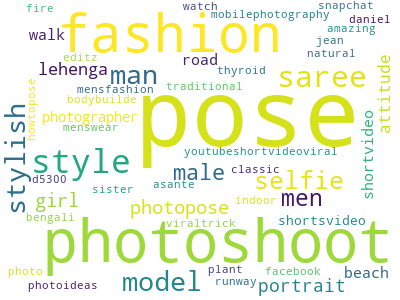 fire
watch
snapchat
mobilephotography
daniel
fashion
amazing
walk
jean
editz
road
natural
lehenga
man
thyroid
saree
attitude
mensfashion
traditional
howtopose
bodybuilder
pose
photographer
menswear
stylish
style
youtubeshortvideoviral
shortvideo
male
classic
selfie
d5300
asante
sister
men
girl
indoor
photopose
bengali
viraltrick
shortsvideo
photoshoot
photo
plant
facebook
beach
model
runway
portrait
photoideas